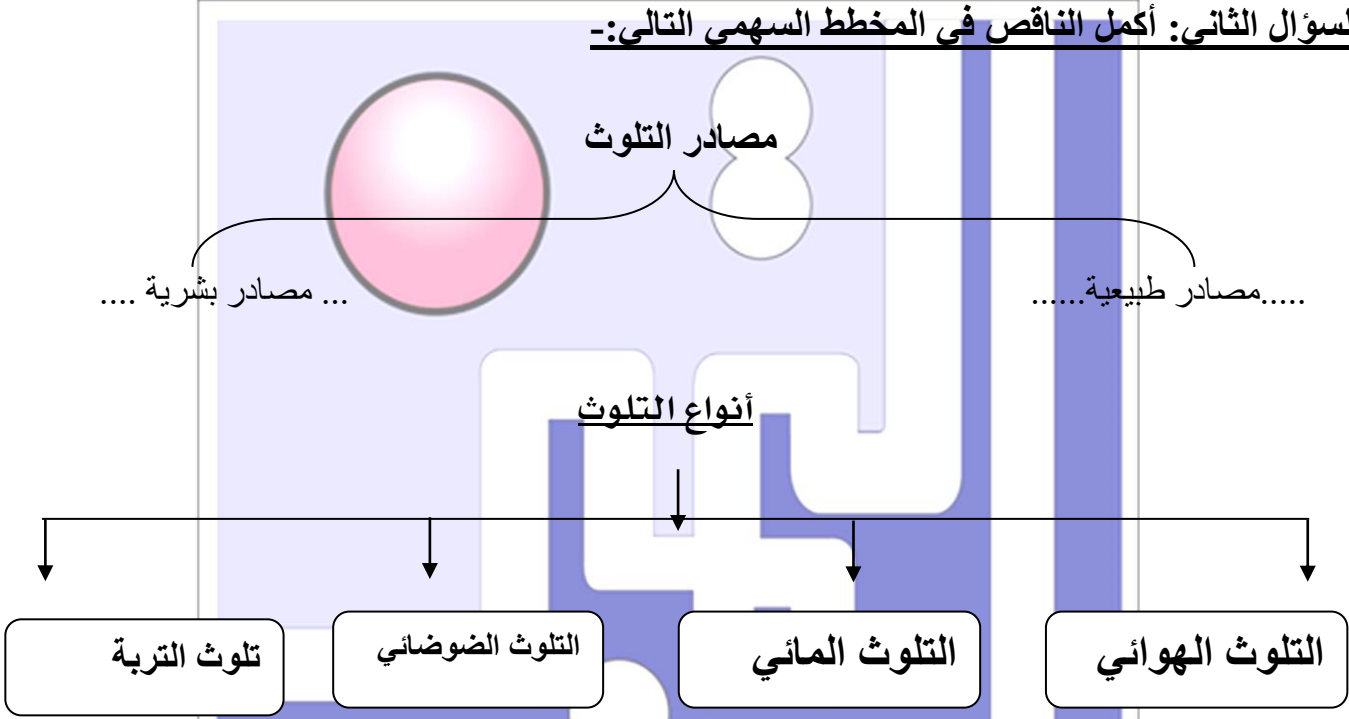 لسؤال الثاني: أكمل الناقص في المخطط السهمي التالي:-
مصادر التلوث
.....مصادر طبيعية......
... مصادر بشرية ....
أنواع التلوث
التلوث الهوائي
التلوث المائي
التلوث الضوضائي
تلوث التربة